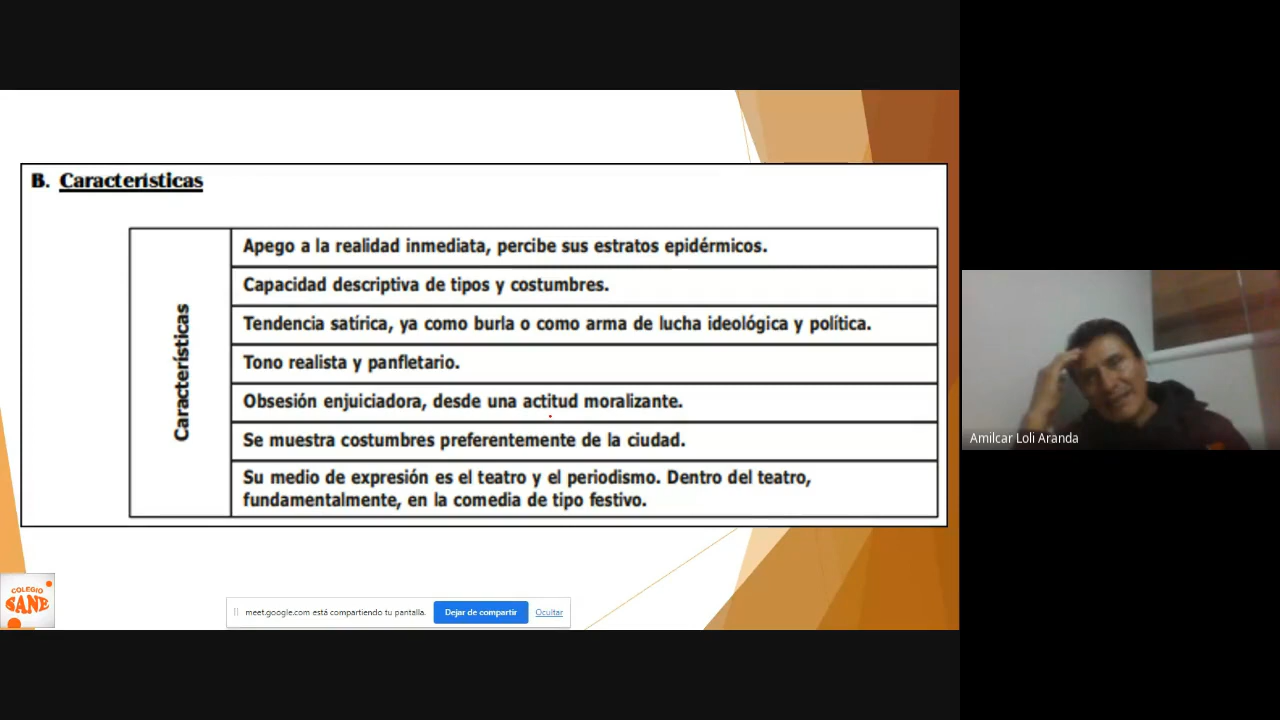 B. Características
Características
Apego a la realidad inmediata, percibe sus estratos epidérmicos.
Capacidad descriptiva de tipos y costumbres.
Tendencia satírica, ya como burla o como arma de lucha ideológica y política.
Tono realista y panfletario.
Obsesión enjuiciadora, desde una actitud moralizante.
Se muestra costumbres preferentemente de la ciudad.
Su medio de expresión es el teatro y el periodismo. Dentro del teatro,
fundamentalmente, en la comedia de tipo festivo.
Amilcar Loli Aranda
COLEGIO
SANE
meet.google.com está compartiendo tu pantalla.
Dejar de compartir
Ocultar